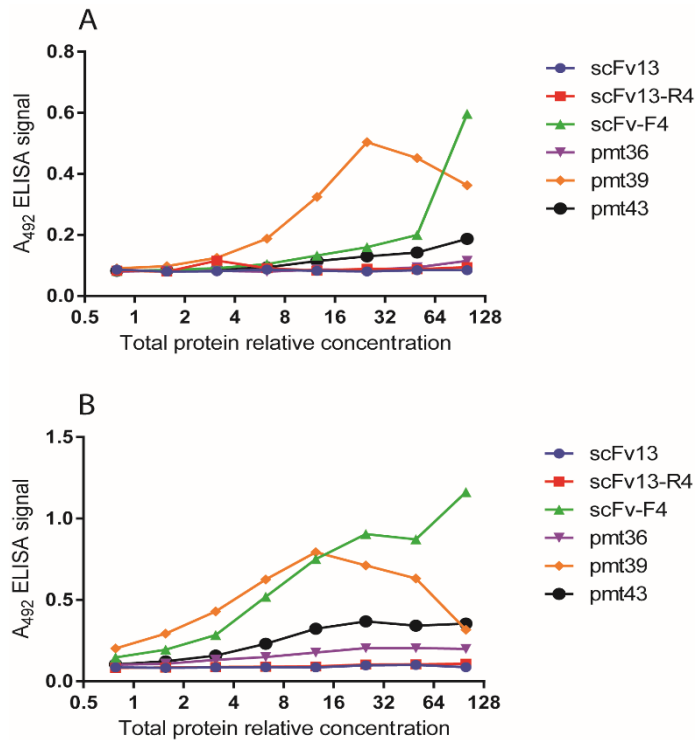 A
0.8
0.6
0.4
0.2
0.0
A492 ELISA signal
0.5 1 2 4 8 16 32 64 128
Total protein relative concentration
scFv13
scFv13-R4
scFv-F4
pmt36
pmt39
pmt43
B
1.5
1.0
0.5
0.0
A492 ELISA signal
0.5 1 2 4 8 16 32 64 128
Total protein relative concentration
scFv13
scFv13-R4
scFv-F4
pmt36
pmt39
pmt43